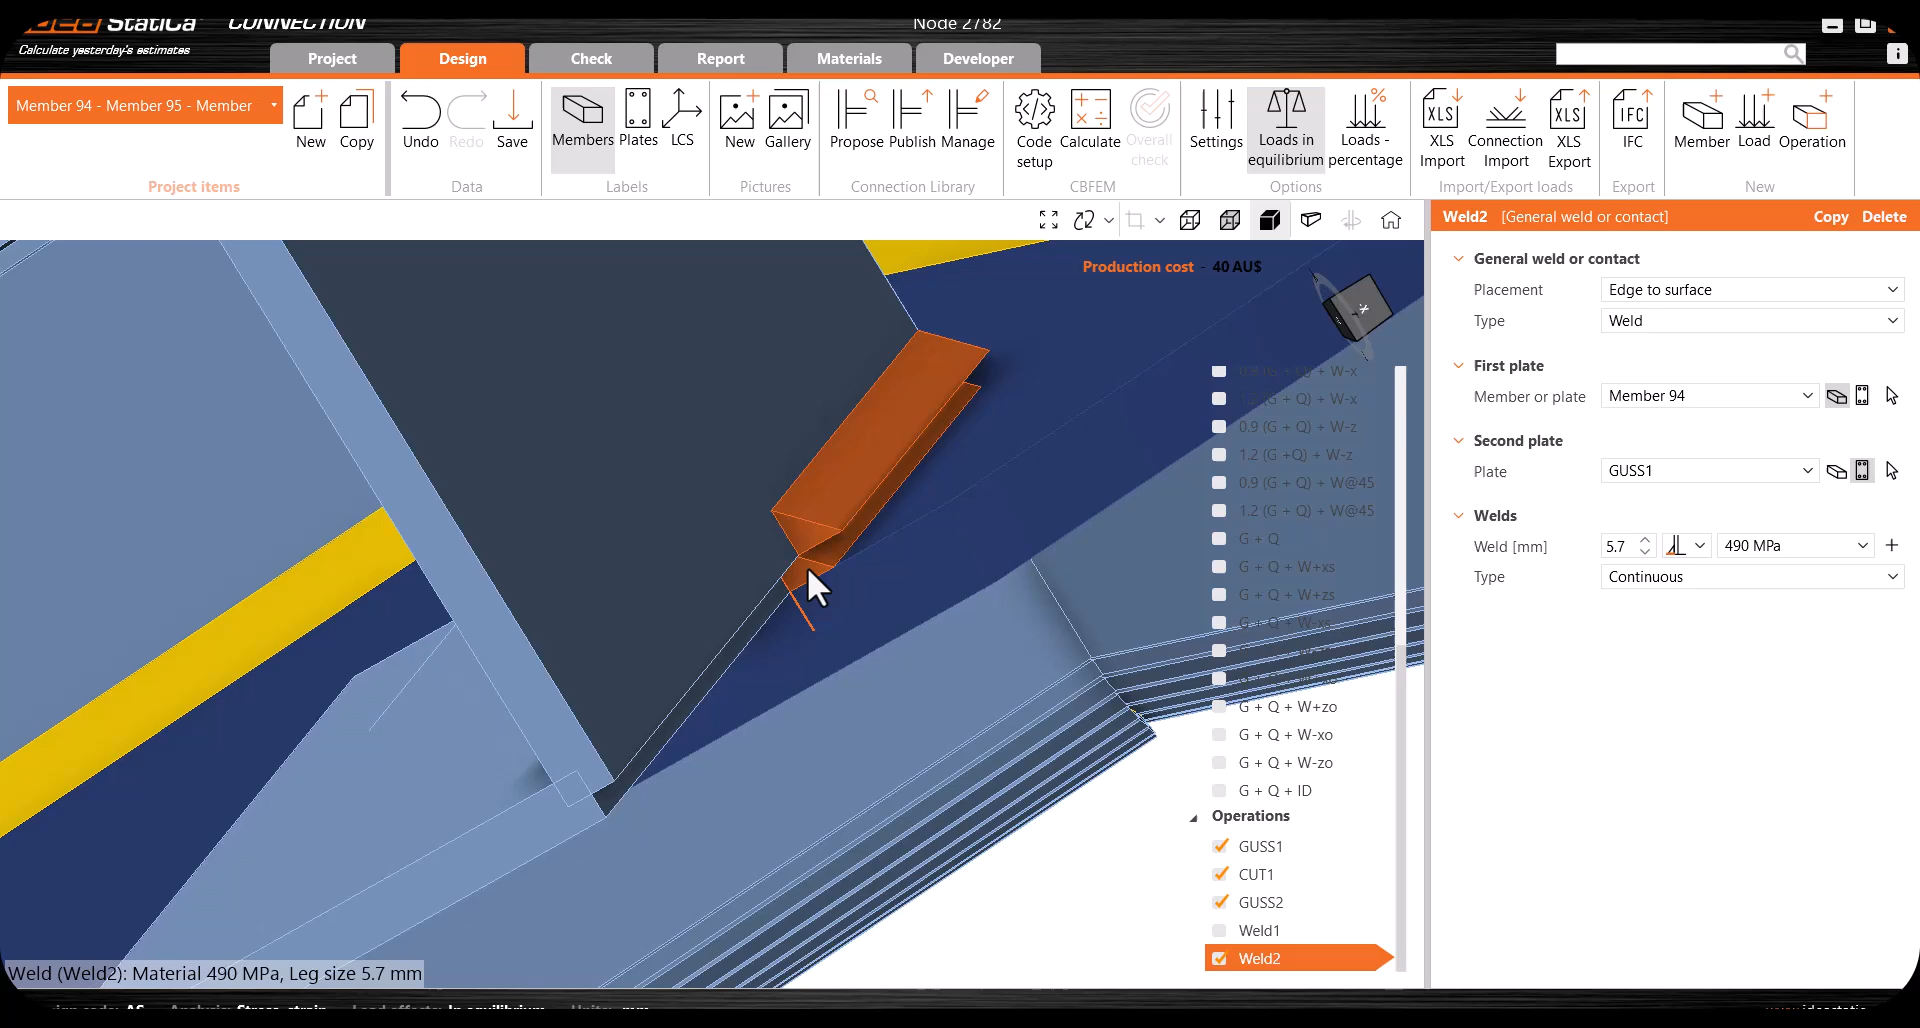 StatiCa CONNECTION
Node 2782
Calculate yesterday's estimates
Project
Design
Check
Report
Materials
Developer
Member 94 - Member 95 - Member
New
Copy
Undo
Redo
Save
Members
Plates
LCS
New
Gallery
Propose
Publish
Manage
Code setup
Calculate
Overall check
Settings
Loads in equilibrium
Loads - percentage
XLS Import
Connection Import
XLS Export
IFC
Member
Load
Operation
Project items
Data
Labels
Pictures
Connection Library
CBFEM
Options
Import/Export loads
Export
New
Weld2 [General weld or contact]
Copy
Delete
Production cost - 40 AU$
General weld or contact
Placement
Edge to surface
Type
Weld
First plate
Member or plate
Member 94
Second plate
Plate
GUSS1
Welds
Weld [mm]
5.7
490 MPa
Type
Continuous
(G + Q) + W-x
0.9 (G + Q) + W-z
1.2 (G +Q) + W-z
0.9 (G + Q) + W@45
1.2 (G + Q) + W@45
G + Q
G + Q + W+xs
G + Q + W+zs
G + Q + W-xs
G + Q + W+zo
G + Q + W-xo
G + Q + W-zo
G + Q + ID
Operations
GUSS1
CUT1
GUSS2
Weld1
Weld2
Weld (Weld2): Material 490 MPa, Leg size 5.7 mm